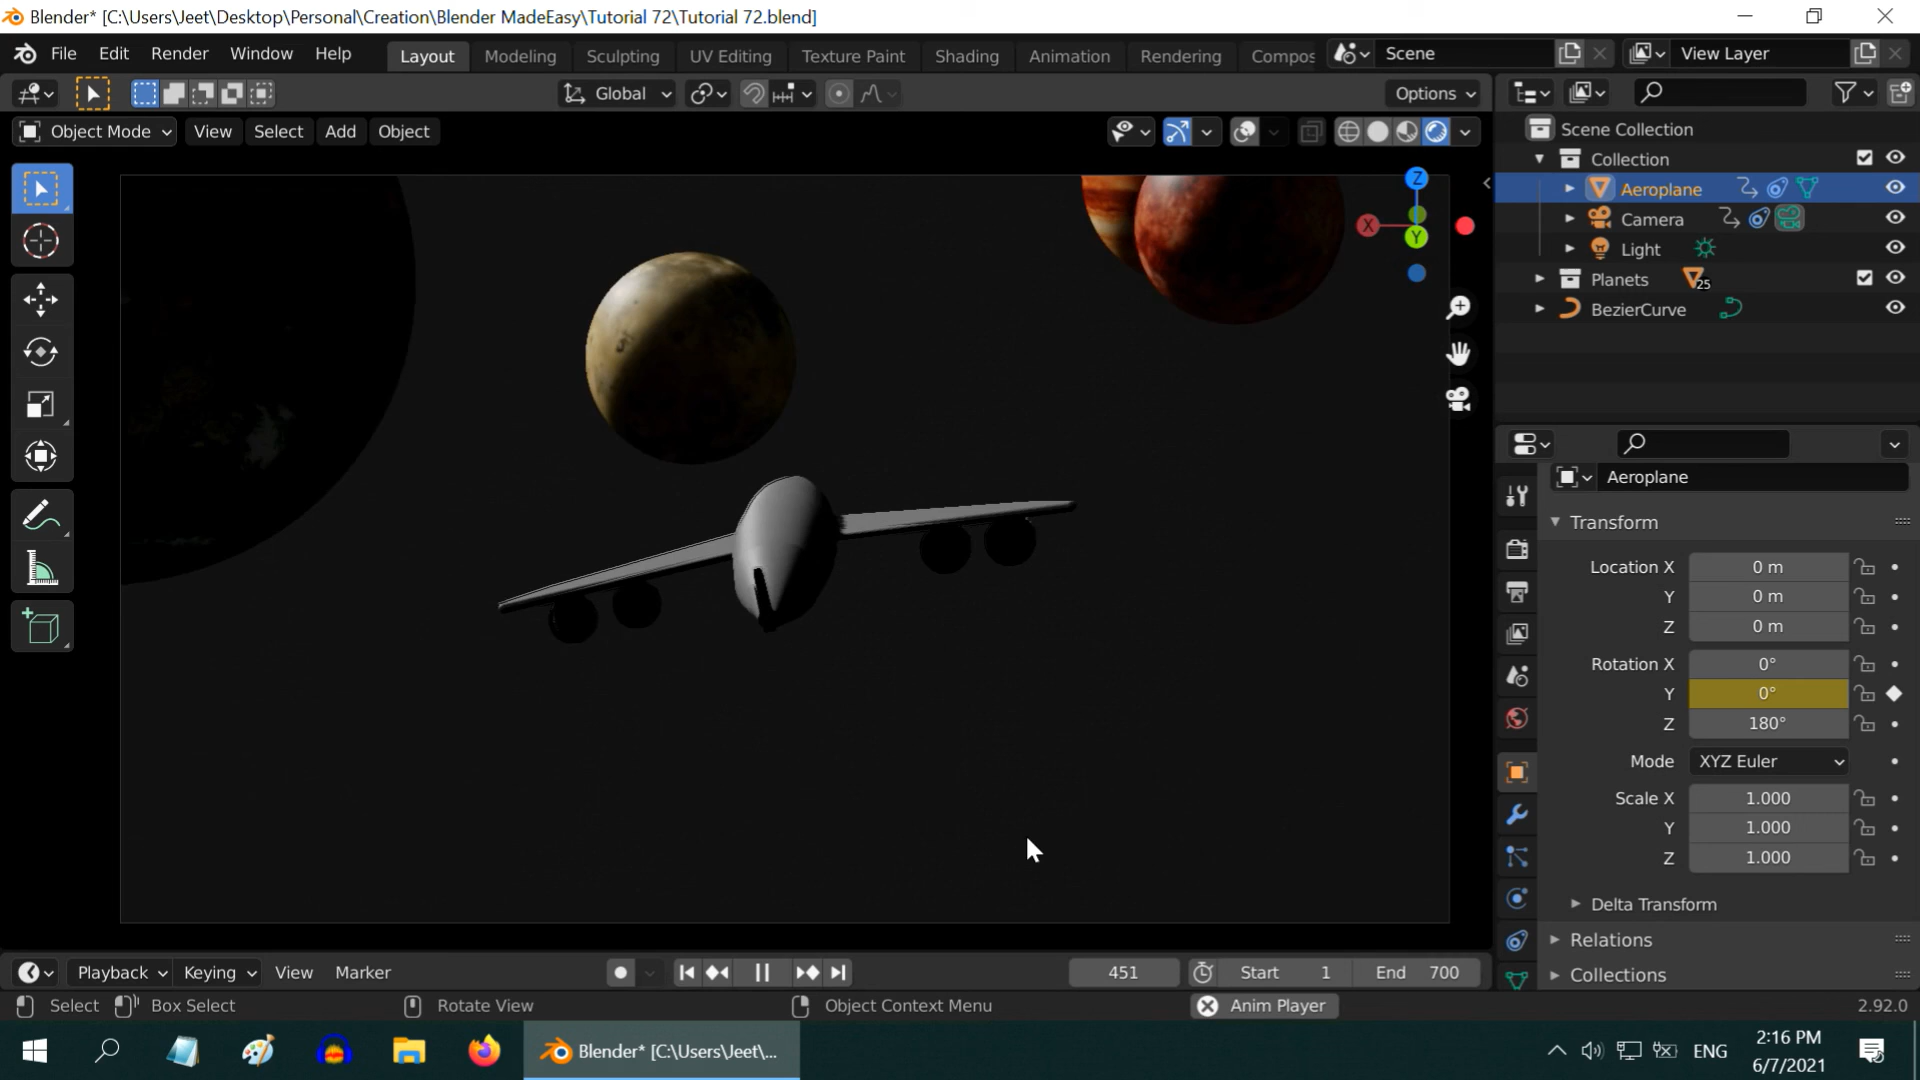 Blender* [C:\Users\Jeet\Desktop\Personal\Creation\Blender MadeEasy\Tutorial 72\Tutorial 72.blend]
File Edit Render Window Help Layout Modeling Sculpting UV Editing Texture Paint Shading Animation Rendering Compos Scene View Layer
Global Options
Object Mode View Select Add Object
Scene Collection
Collection
Aeroplane
Camera
Light
Planets 25
BezierCurve
Z
X
Y
Aeroplane
Transform
Location X 0 m
Y 0 m
Z 0 m
Rotation X 0°
Y 0°
Z 180°
Mode XYZ Euler
Scale X 1.000
Y 1.000
Z 1.000
Delta Transform
Relations
Collections
Playback Keying View Marker 451 Start 1 End 700
Select Box Select Rotate View Object Context Menu Anim Player 2.92.0
Blender* [C:\Users\Jeet\...
ENG
2:16 PM
6/7/2021